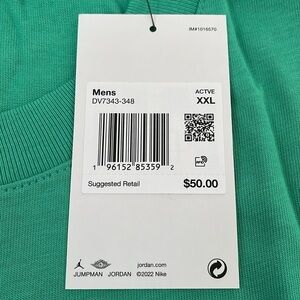 IM#1016570
Mens
DV7343-348
ACTVE
XXL
1 96152 85359 2
Suggested Retail
$50.00
JUMPMAN JORDAN
jordan.com
©2022 Nike